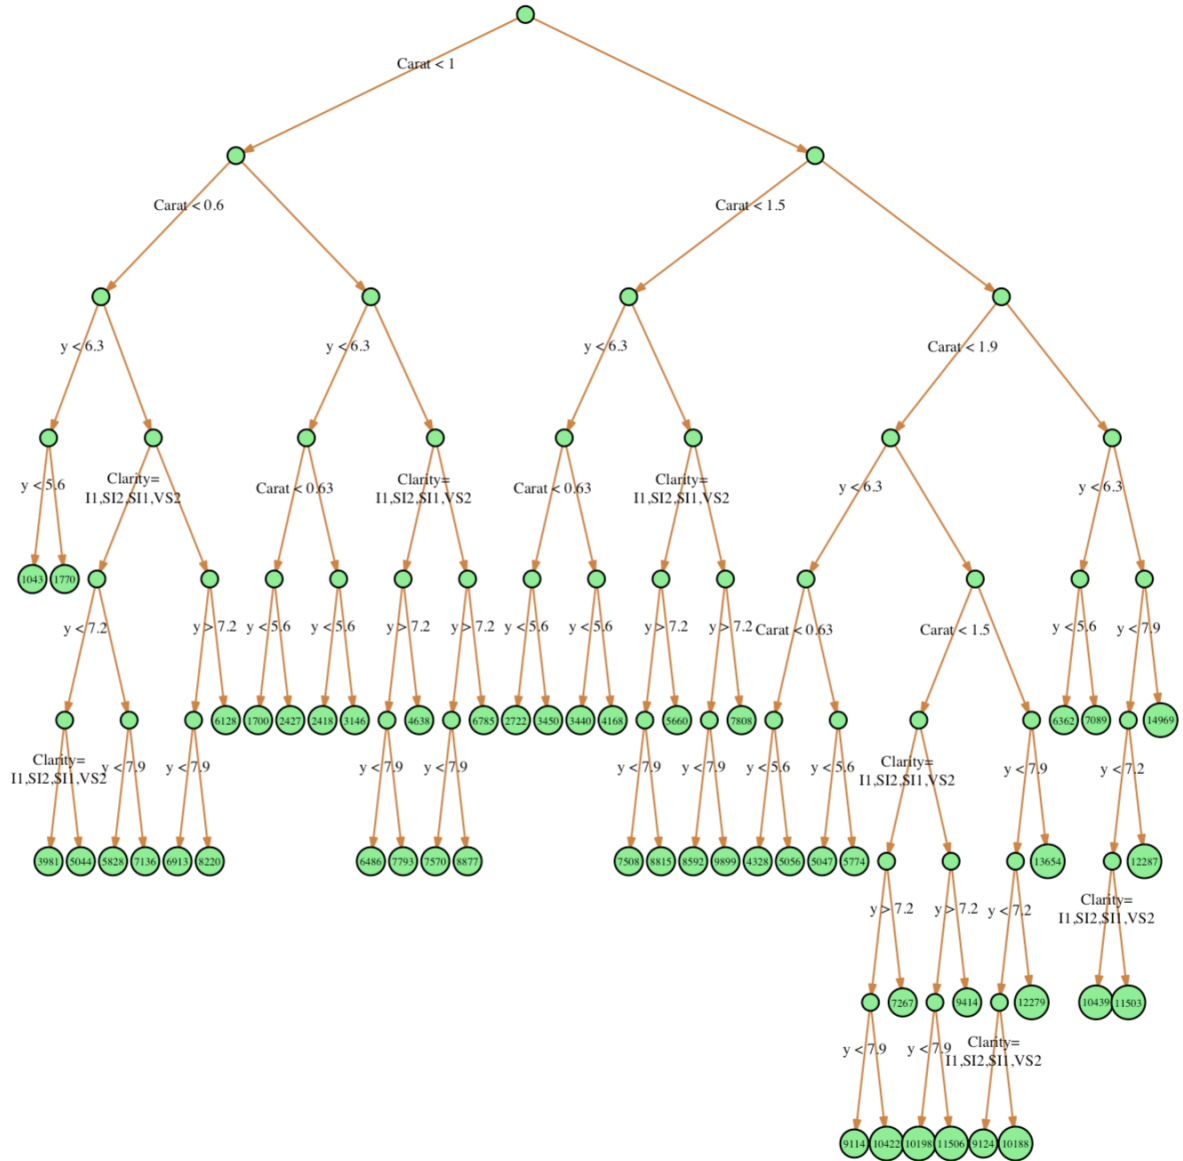 Carat < 1
Carat < 0.6
Carat < 1.5
y < 6.3
y < 6.3
y < 6.3
Carat < 1.9
y < 5.6
Clarity=
I1,SI2,SI1,VS2
Carat < 0.63
Clarity=
I1,SI2,SI1,VS2
Carat < 0.63
Clarity=
I1,SI2,SI1,VS2
y < 6.3
y < 6.3
1043
1770
y < 7.2
y > 7.2
y < 5.6
y < 5.6
y > 7.2
y > 7.2
y < 5.6
y < 5.6
y > 7.2
y > 7.2
Carat < 0.63
Carat < 1.5
y < 5.6
y < 7.9
6128
1700
2427
2418
3146
4638
6785
2722
3450
3440
4168
5660
7808
6362
7089
14969
Clarity=
I1,SI2,SI1,VS2
y < 7.9
y < 7.9
y < 7.9
y < 7.9
y < 7.9
y < 7.9
y < 5.6
y < 5.6
Clarity=
I1,SI2,SI1,VS2
y < 7.9
y < 7.2
3981
5044
5828
7136
6913
8220
6486
7793
7570
8877
7508
8815
8592
9899
4328
5056
5047
5774
13654
12287
y > 7.2
y > 7.2
y < 7.2
Clarity=
I1,SI2,SI1,VS2
7267
9414
12279
10439
11503
y < 7.9
y < 7.9
Clarity=
I1,SI2,SI1,VS2
9114
10422
10198
11506
9124
10188